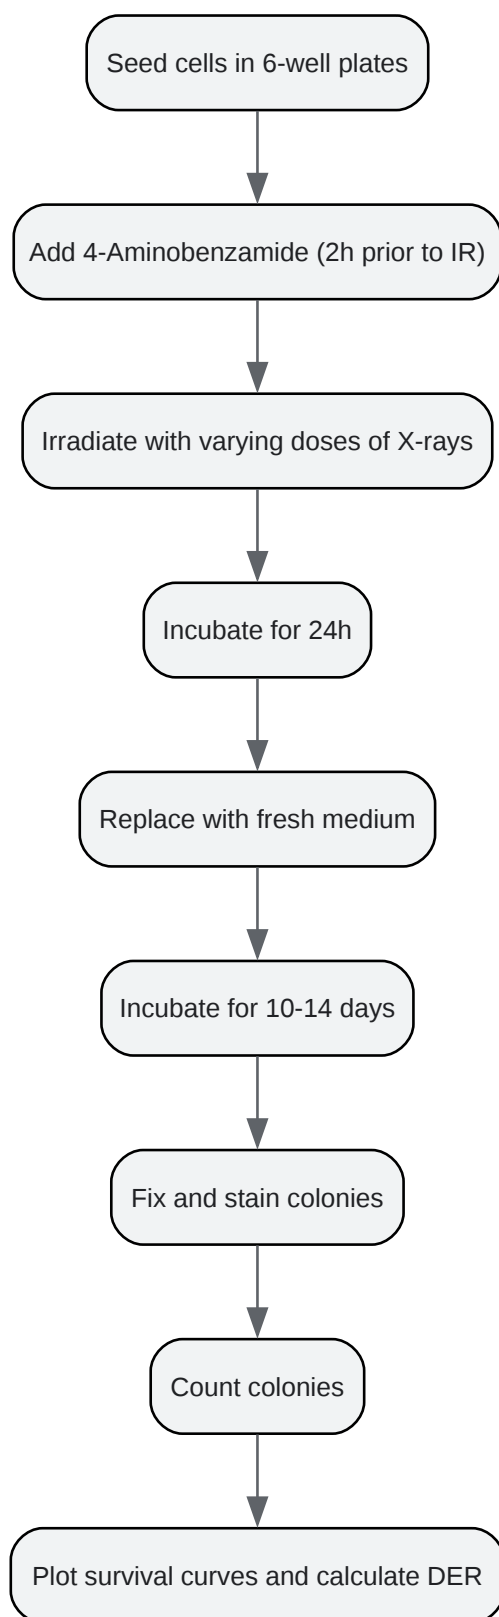 Seed cells in 6-well plates
Add 4-Aminobenzamide (2h prior to IR)
Irradiate with varying doses of X-rays
Incubate for 24h
Replace with fresh medium
Incubate for 10-14 days
Fix and stain colonies
Count colonies
Plot survival curves and calculate DER